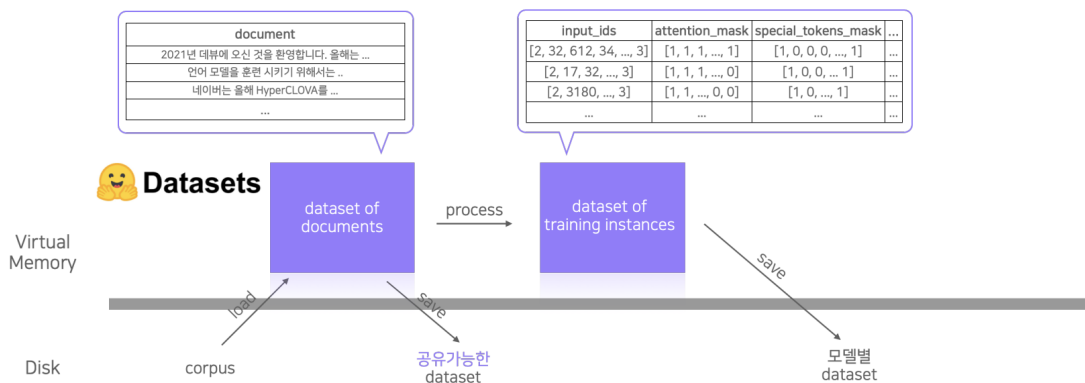 document
2021년 데뷰에 오신 것을 환영합니다. 올해는 ...
언어 모델을 훈련 시키기 위해서는 ..
네이버는 올해 HyperCLOVA를 ...
...
input_ids attention_mask special_tokens_mask ...
[2, 32, 612, 34, ..., 3] [1, 1, 1, ..., 1] [1, 0, 0, 0, ..., 1]
[2, 17, 32, ..., 3] [1, 1, 1, ..., 0] [1, 0, 0, ... 1]
[2, 3180, ..., 3] [1, 1, ..., 0, 0] [1, 0, ..., 1]
... ... ... ...
Datasets
dataset of
documents
process
dataset of
training instances
Virtual
Memory
load
save
save
Disk
corpus
공유가능한
dataset
모델별
dataset